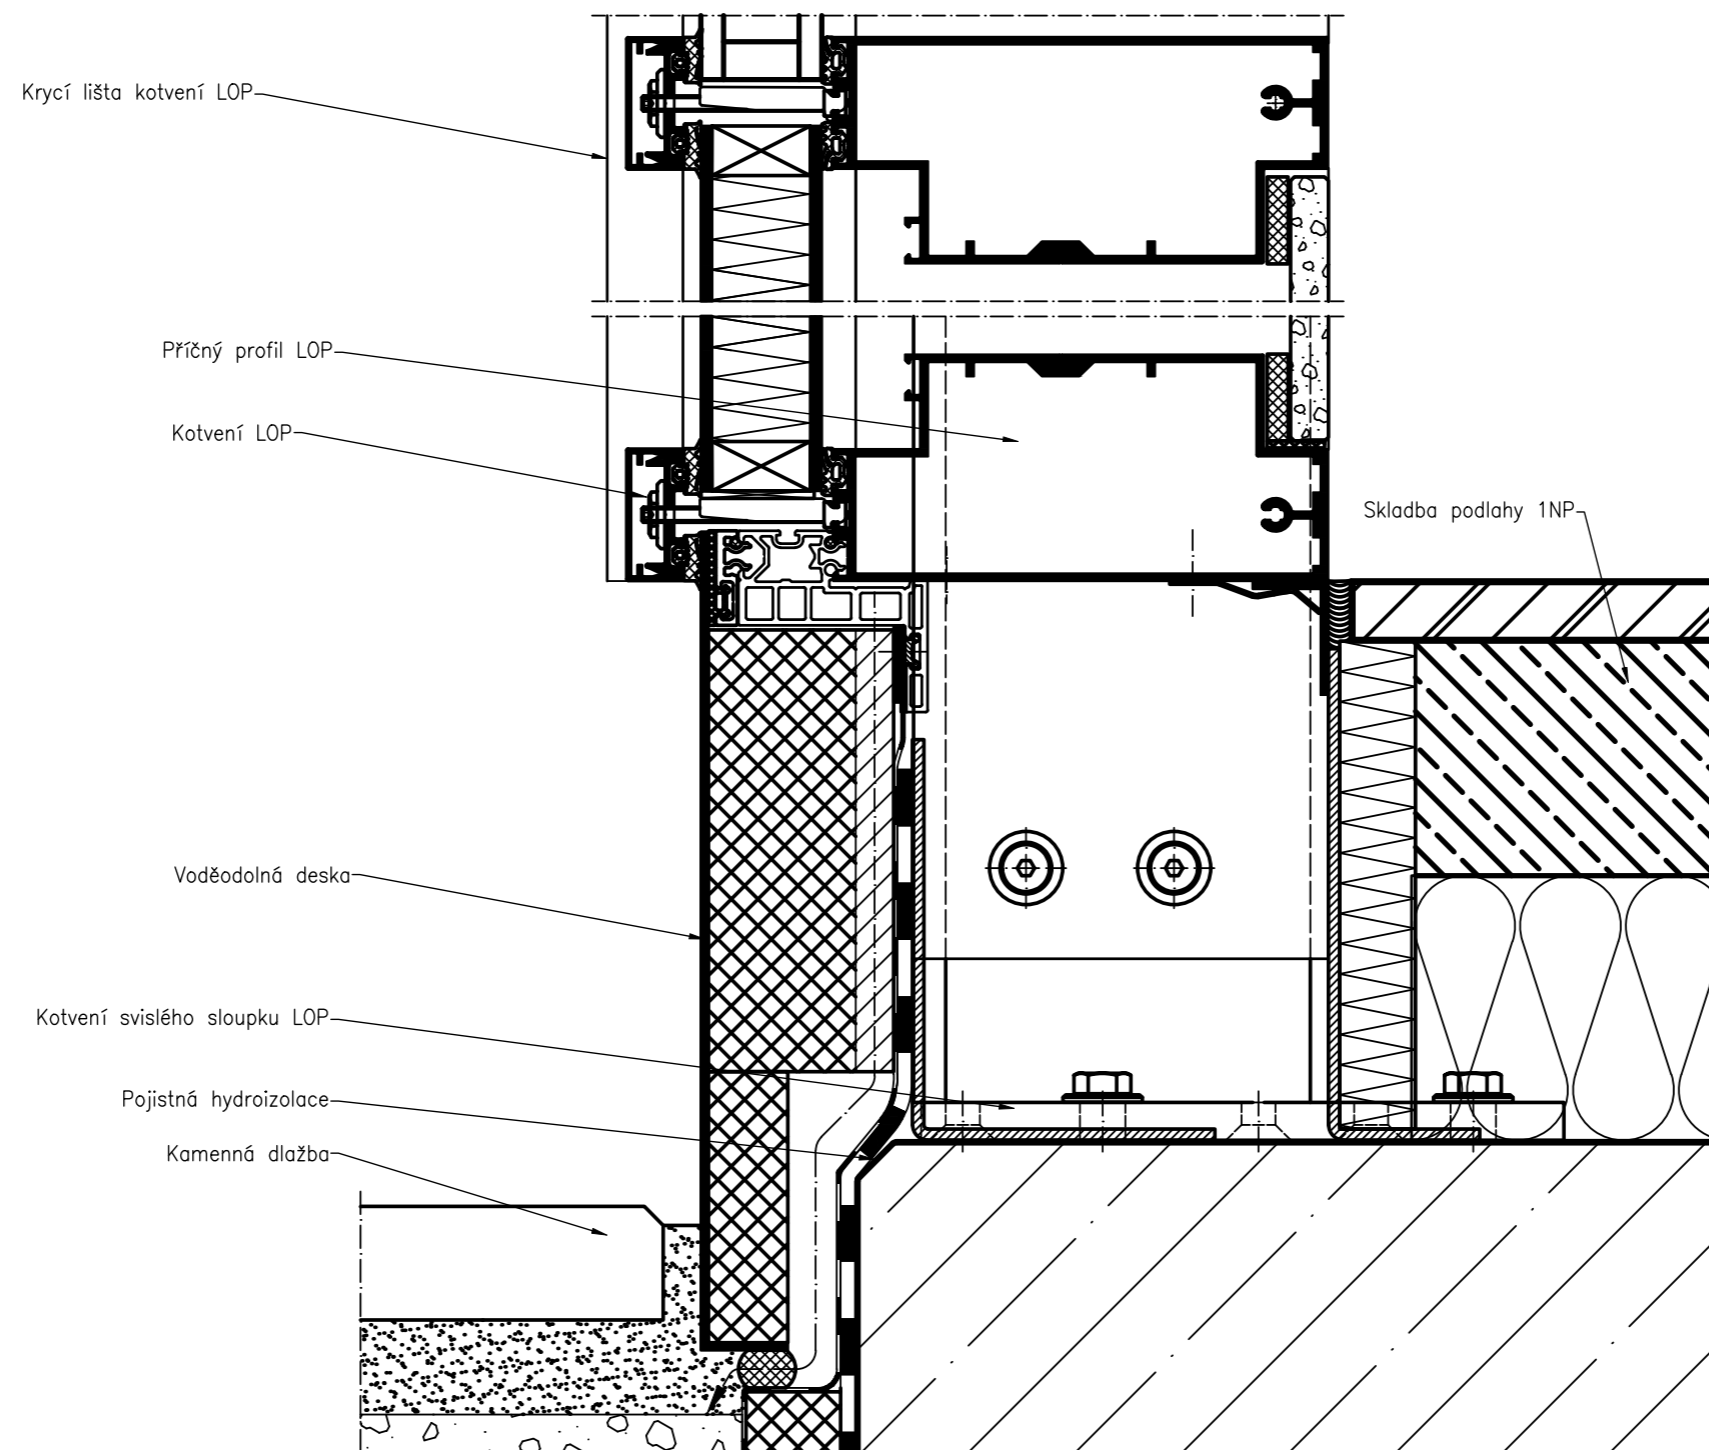 Krycí lišta kotvení LOP
Příčný profil LOP
Kotvení LOP
Skladba podlahy 1NP
Voděodolná deska
Kotvení svislého sloupku LOP
Pojistná hydroizolace
Kamenná dlažba